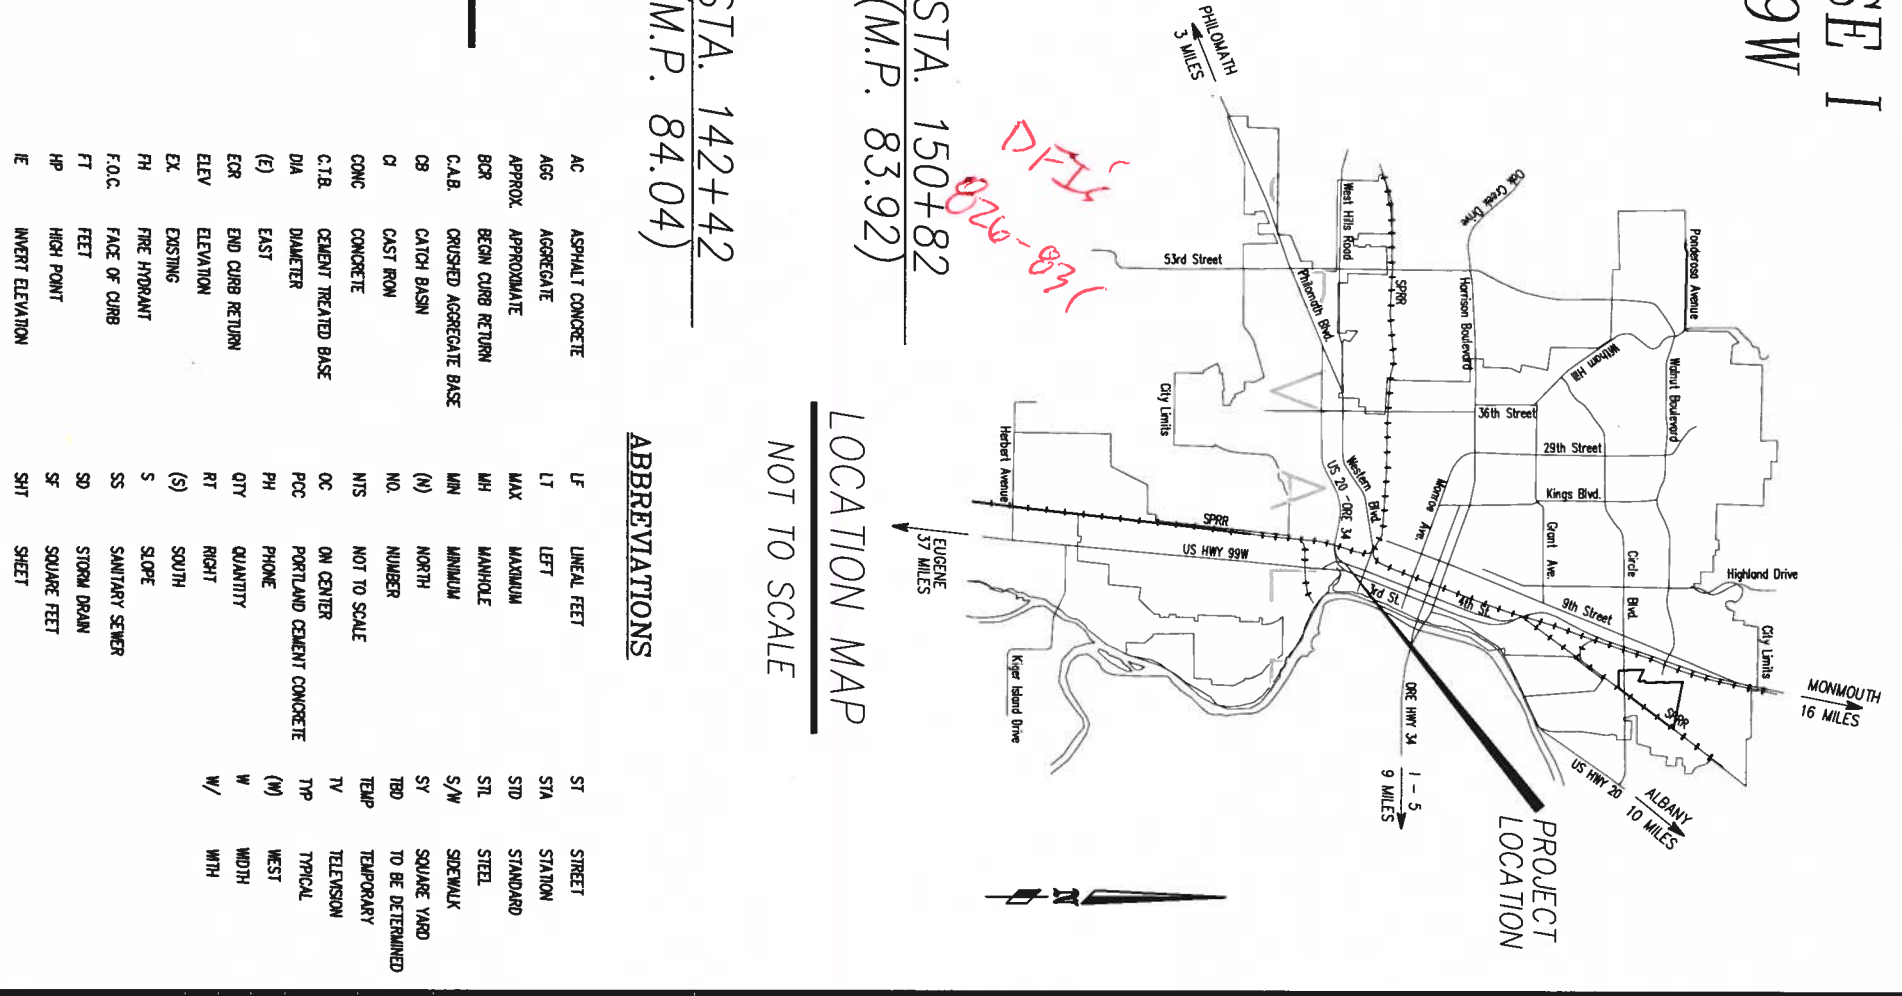 SE I
9W
STA. 150+82
(M.P. 83.92)
STA. 142+42
(M.P. 84.04)
DFI's
826-831
PHILOMATH
3 MILES
MONMOUTH
16 MILES
ALBANY
10 MILES
I-5
9 MILES
EUGENE
37 MILES
PROJECT
LOCATION
N
Ponderosa Avenue
Oak Creek Drive
Witham Hill
Walnut Boulevard
Harrison Boulevard
West Hills Road
SPRR
53rd Street
Philomath Blvd.
36th Street
29th Street
Kings Blvd.
Grant Ave.
Circle Blvd.
Highland Drive
City Limits
9th Street
4th St.
3rd St.
Monroe Ave.
Western Blvd.
US 20 -ORE 34
City Limits
Herbert Avenue
SPRR
US HWY 99W
SPRR
ORE HWY 34
US HWY 20
Kiger Island Drive
LOCATION MAP
NOT TO SCALE
ABBREVIATIONS
AC ASPHALT CONCRETE
AGG AGGREGATE
APPROX. APPROXIMATE
BCR BEGIN CURB RETURN
C.A.B. CRUSHED AGGREGATE BASE
CB CATCH BASIN
CI CAST IRON
CONC CONCRETE
C.T.B. CEMENT TREATED BASE
DIA DIAMETER
(E) EAST
ECR END CURB RETURN
ELEV ELEVATION
EX. EXISTING
FH FIRE HYDRANT
F.O.C. FACE OF CURB
FT FEET
HP HIGH POINT
IE INVERT ELEVATION
LF LINEAL FEET
LT LEFT
MAX MAXIMUM
MH MANHOLE
MIN MINIMUM
(N) NORTH
NO. NUMBER
NTS NOT TO SCALE
OC ON CENTER
PCC PORTLAND CEMENT CONCRETE
PH PHONE
QTY QUANTITY
RT RIGHT
(S) SOUTH
S SLOPE
SS SANITARY SEWER
SD STORM DRAIN
SF SQUARE FEET
SHT SHEET
ST STREET
STA STATION
STD STANDARD
STL STEEL
S/W SIDEWALK
SY SQUARE YARD
TBD TO BE DETERMINED
TEMP TEMPORARY
TV TELEVISION
TYP TYPICAL
(W) WEST
W WIDTH
W/ WITH